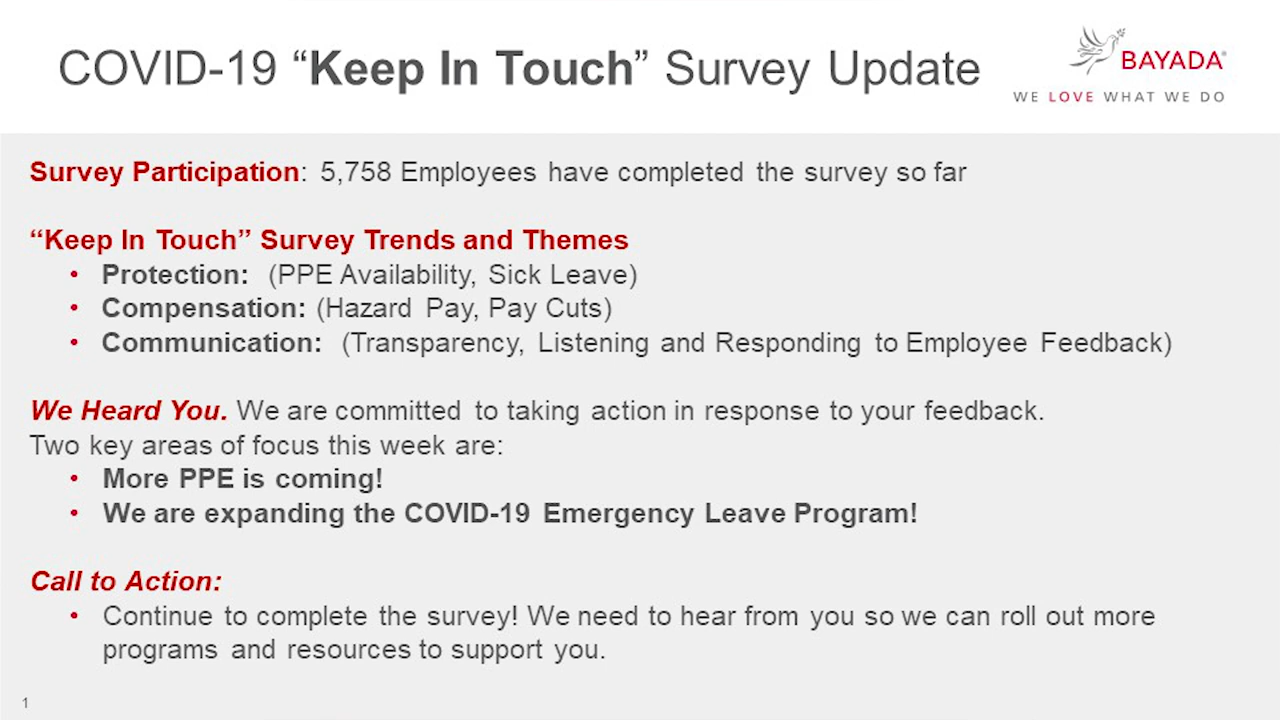 COVID-19 “Keep In Touch” Survey Update
BAYADA®
WE LOVE WHAT WE DO
Survey Participation: 5,758 Employees have completed the survey so far
“Keep In Touch” Survey Trends and Themes
• Protection: (PPE Availability, Sick Leave)
• Compensation: (Hazard Pay, Pay Cuts)
• Communication: (Transparency, Listening and Responding to Employee Feedback)
We Heard You. We are committed to taking action in response to your feedback.
Two key areas of focus this week are:
• More PPE is coming!
• We are expanding the COVID-19 Emergency Leave Program!
Call to Action:
• Continue to complete the survey! We need to hear from you so we can roll out more
programs and resources to support you.
1